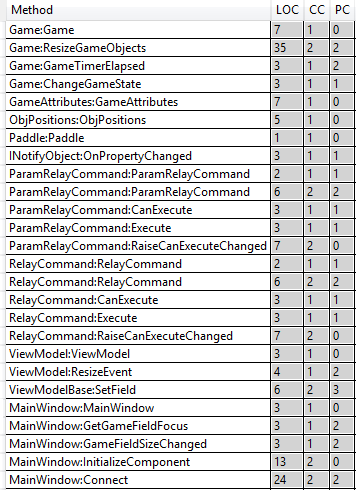 Method LOC CC PC
Game:Game 7 1 0
Game:ResizeGameObjects 35 2 2
Game:GameTimerElapsed 3 1 2
Game:ChangeGameState 3 1 1
GameAttributes:GameAttributes 7 1 0
ObjPositions:ObjPositions 5 1 0
Paddle:Paddle 1 1 0
INotifyObject:OnPropertyChanged 3 1 1
ParamRelayCommand:ParamRelayCommand 2 1 1
ParamRelayCommand:ParamRelayCommand 6 2 2
ParamRelayCommand:CanExecute 3 1 1
ParamRelayCommand:Execute 3 1 1
ParamRelayCommand:RaiseCanExecuteChanged 7 2 0
RelayCommand:RelayCommand 2 1 1
RelayCommand:RelayCommand 6 2 2
RelayCommand:CanExecute 3 1 1
RelayCommand:Execute 3 1 1
RelayCommand:RaiseCanExecuteChanged 7 2 0
ViewModel:ViewModel 3 1 0
ViewModel:ResizeEvent 4 1 2
ViewModelBase:SetField 6 2 3
MainWindow:MainWindow 3 1 0
MainWindow:GetGameFieldFocus 3 1 2
MainWindow:GameFieldSizeChanged 3 1 2
MainWindow:InitializeComponent 13 2 0
MainWindow:Connect 24 2 2